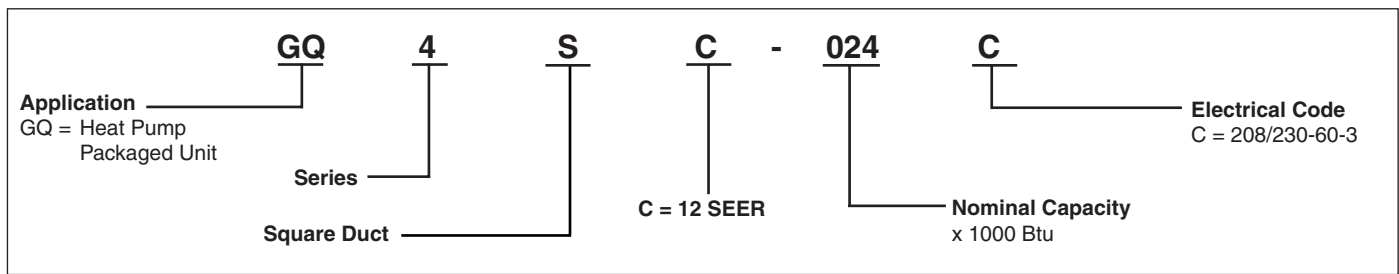 GQ 4 S C - 024 C
Application
GQ = Heat Pump
Packaged Unit
Series
Square Duct
C = 12 SEER
Nominal Capacity
x 1000 Btu
Electrical Code
C = 208/230-60-3